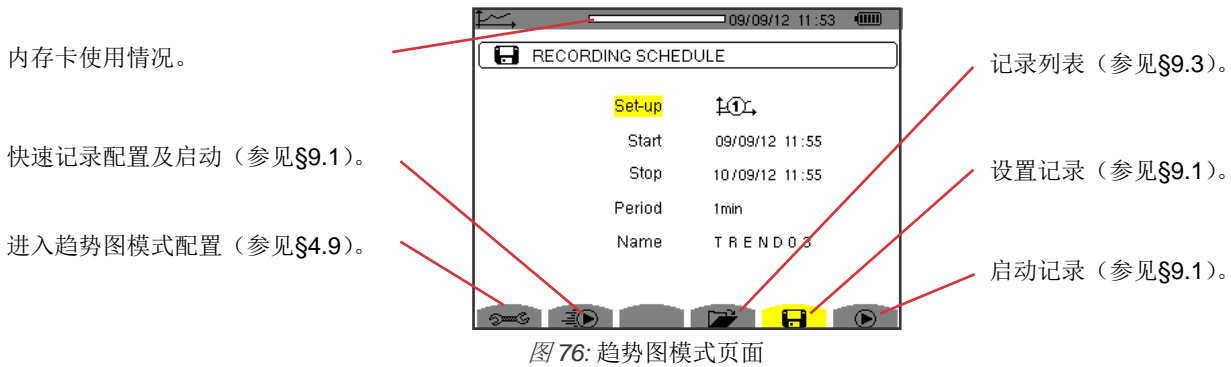 09/09/12 11:53
内存卡使用情况。
RECORDING SCHEDULE
记录列表（参见§9.3）。
Set-up 1
Start 09/09/12 11:55
快速记录配置及启动（参见§9.1）。
Stop 10/09/12 11:55
设置记录（参见§9.1）。
Period 1min
进入趋势图模式配置（参见§4.9）。
Name TREND03
启动记录（参见§9.1）。
图 76: 趋势图模式页面